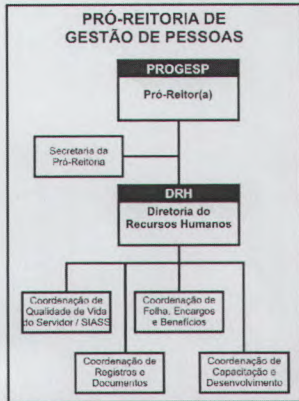 PRÓ-REITORIA DE
GESTÃO DE PESSOAS
PROGESP
Pró-Reitor(a)
Secretaria da
Pró-Reitoria
DRH
Diretoria do
Recursos Humanos
Coordenação de
Qualidade de Vida
do Servidor / SIASS
Coordenação de
Folha, Encargos
e Benefícios
Coordenação de
Registros e
Documentos
Coordenação de
Capacitação e
Desenvolvimento